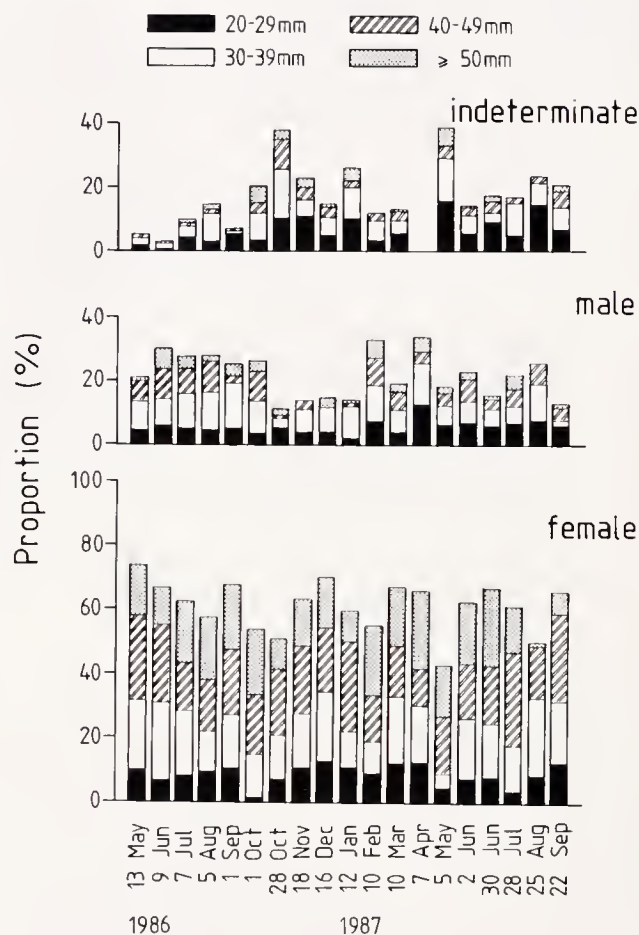 20-29mm 40-49mm
30-39mm ⩾ 50mm
indeterminate
40
20
0
male
40
20
0
female
100
80
60
40
20
0
Proportion (%)
13 May
9 Jun
7 Jul
5 Aug
1 Sep
1 Oct
28 Oct
18 Nov
16 Dec
12 Jan
10 Feb
10 Mar
7 Apr
5 May
2 Jun
30 Jun
28 Jul
25 Aug
22 Sep
1986 1987